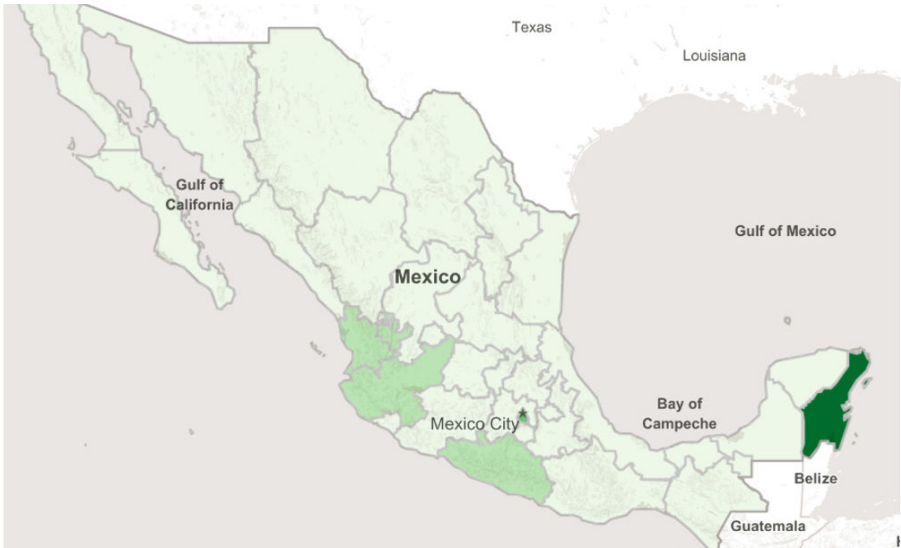 Texas
Louisiana
Gulf of
California
Gulf of Mexico
Mexico
Bay of
Campeche
Mexico City
Belize
Guatemala